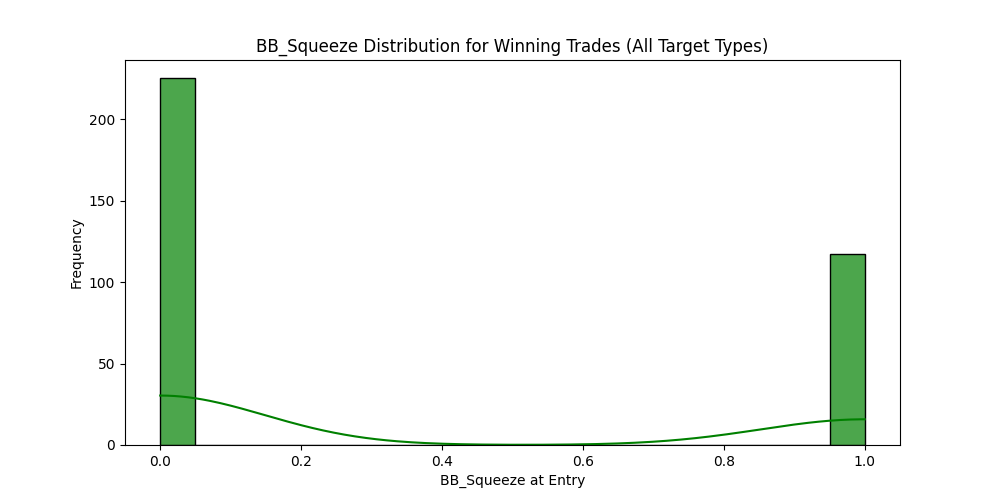 BB_Squeeze Distribution for Winning Trades (All Target Types)
Frequency
200
150
100
50
0
0.0 0.2 0.4 0.6 0.8 1.0
BB_Squeeze at Entry